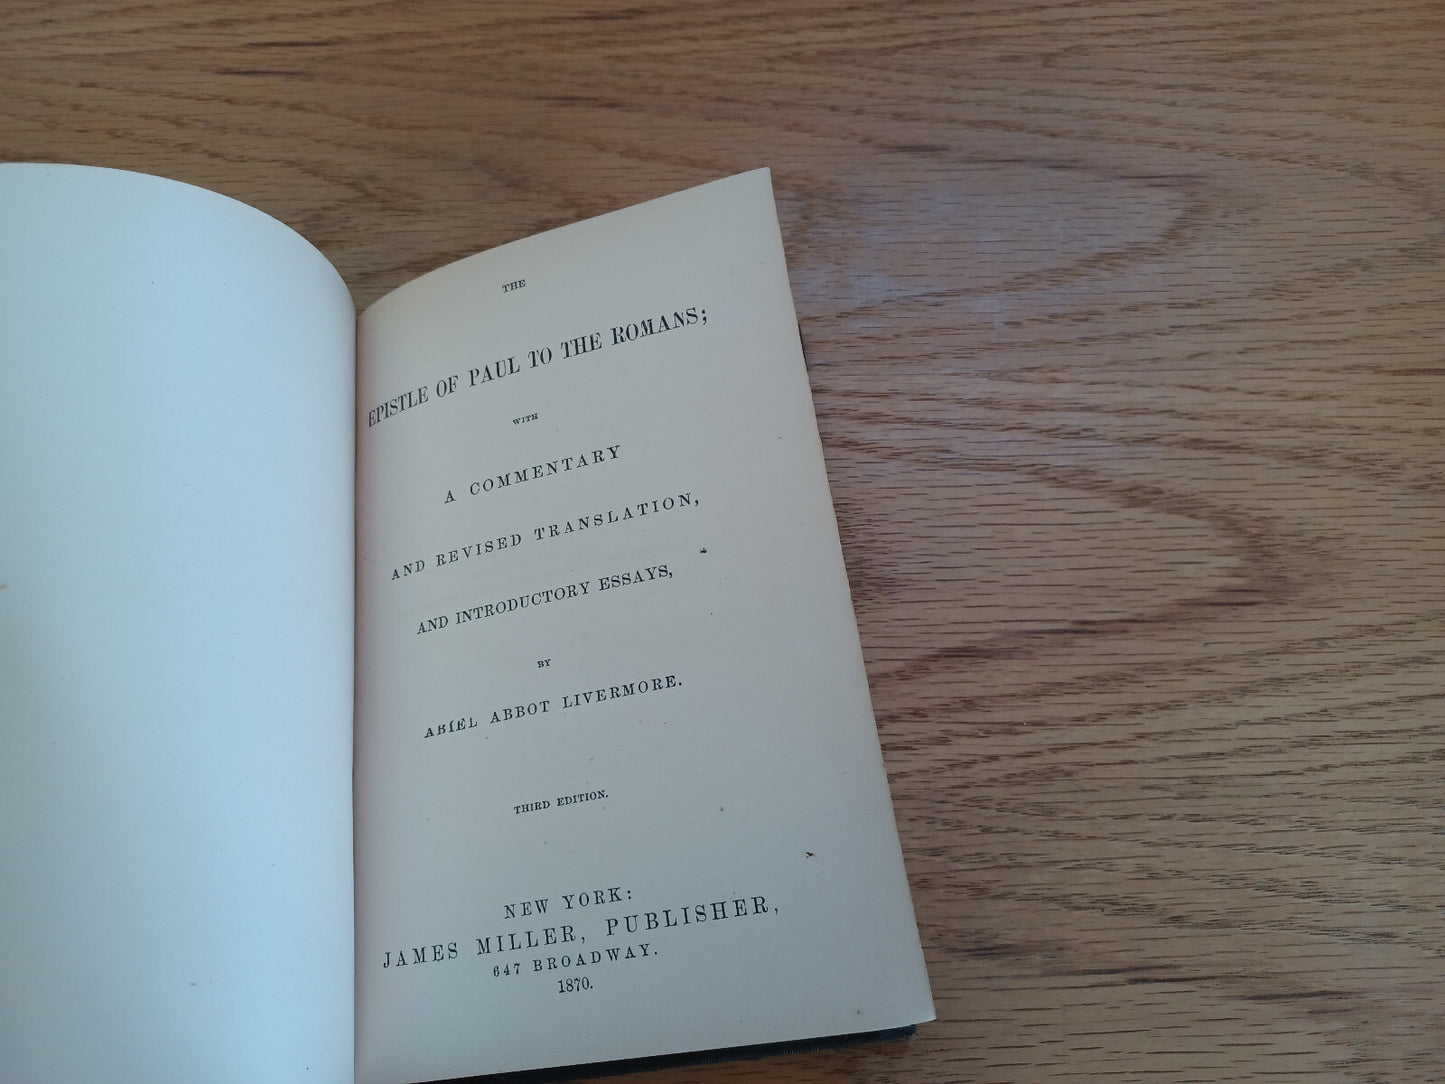 THE
EPISTLE OF PAUL TO THE ROMANS;
WITH
A COMMENTARY
AND REVISED TRANSLATION,
AND INTRODUCTORY ESSAYS,
BY
ABIEL ABBOT LIVERMORE.
THIRD EDITION.
NEW YORK:
JAMES MILLER, PUBLISHER,
647 BROADWAY.
1870.